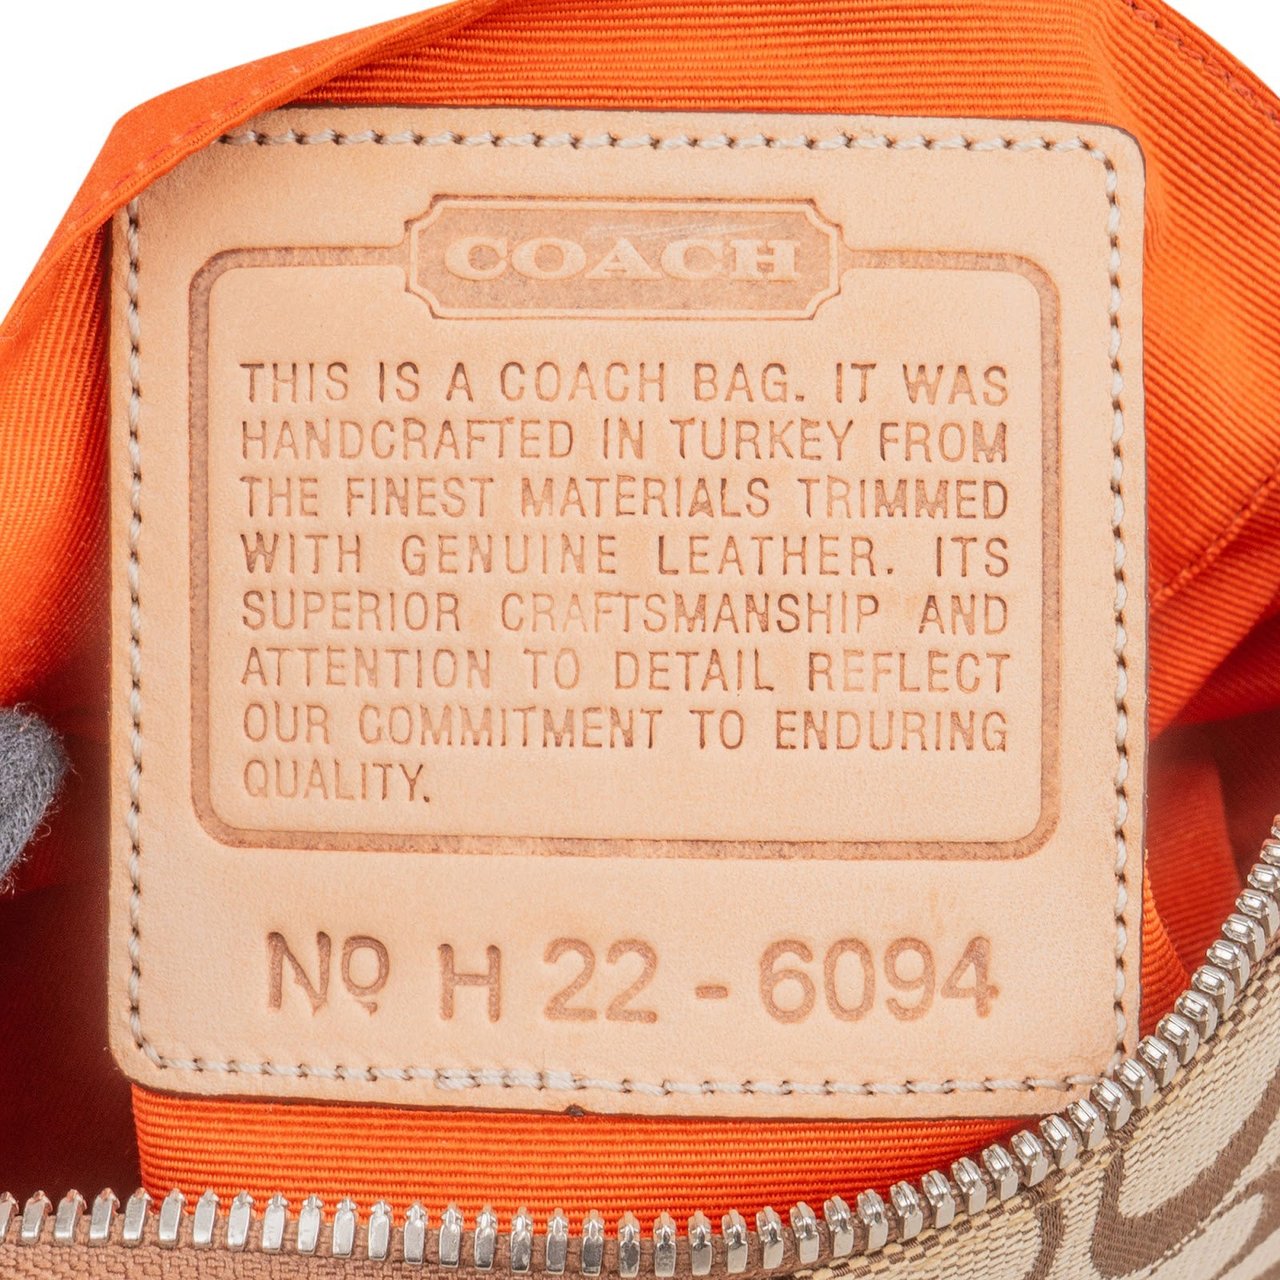 COACH
THIS IS A COACH BAG. IT WAS
HANDCRAFTED IN TURKEY FROM
THE FINEST MATERIALS TRIMMED
WITH GENUINE LEATHER. ITS
SUPERIOR CRAFTSMANSHIP AND
ATTENTION TO DETAIL REFLECT
OUR COMMITMENT TO ENDURING
QUALITY.
No H 22 - 6094